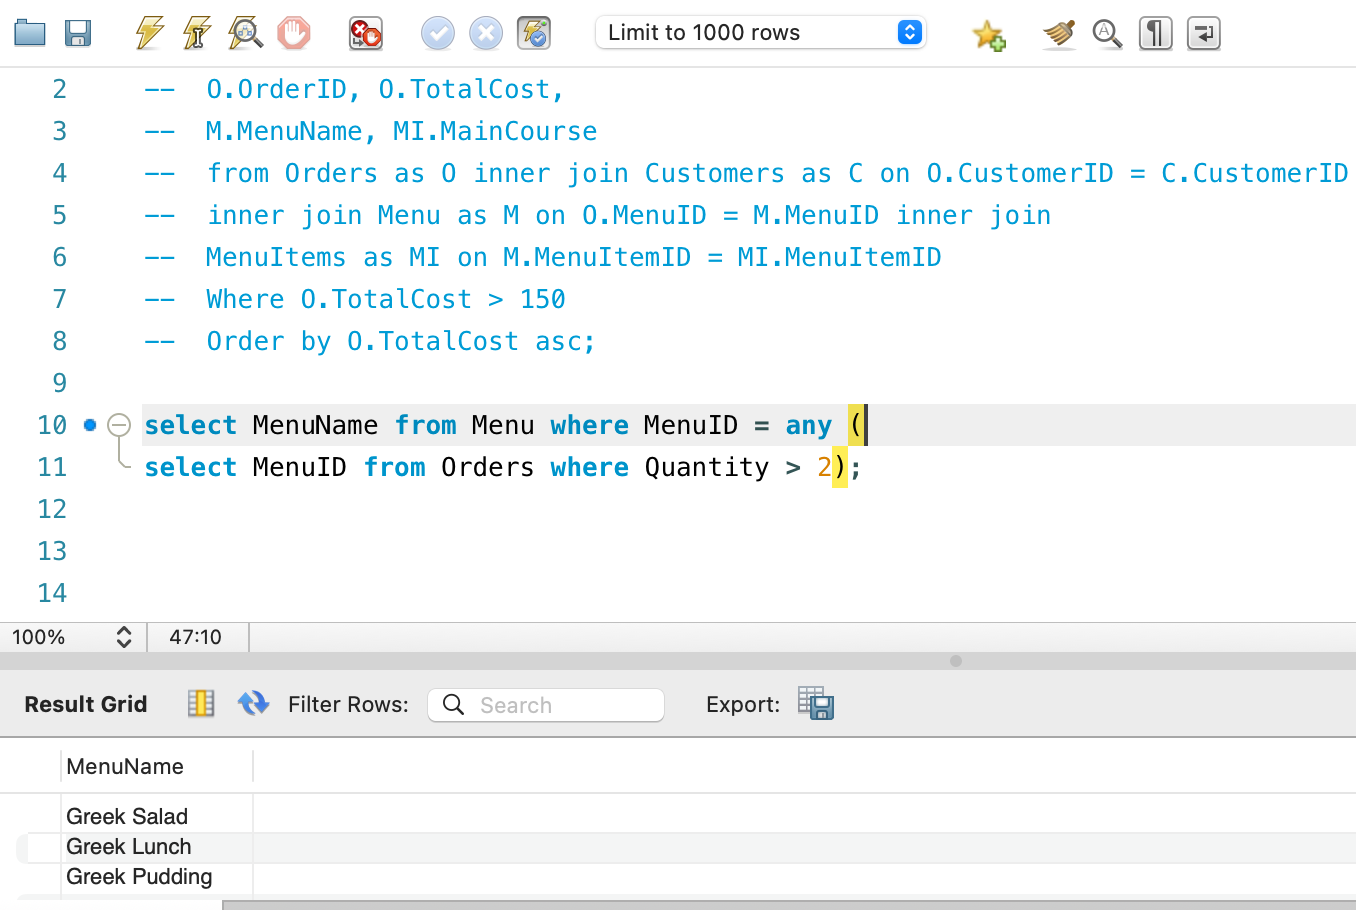 Limit to 1000 rows
2 -- O.OrderID, O.TotalCost,
3 -- M.MenuName, MI.MainCourse
4 -- from Orders as O inner join Customers as C on O.CustomerID = C.CustomerID
5 -- inner join Menu as M on O.MenuID = M.MenuID inner join
6 -- MenuItems as MI on M.MenuItemID = MI.MenuItemID
7 -- Where O.TotalCost > 150
8 -- Order by O.TotalCost asc;
9
10 select MenuName from Menu where MenuID = any (
11 select MenuID from Orders where Quantity > 2);
12
13
14
100% 47:10
Result Grid Filter Rows: Search Export:
MenuName
Greek Salad
Greek Lunch
Greek Pudding